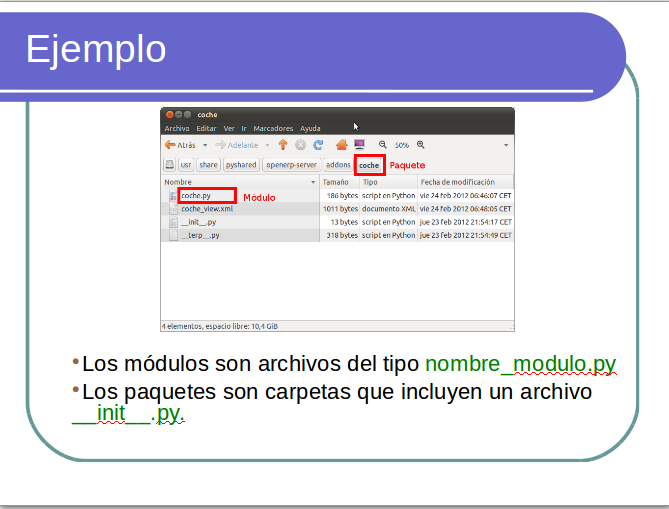 Ejemplo
coche
Archivo Editar Ver Ir Marcadores Ayuda
Atrás Adelante 50%
usr share pyshared openerp-server addons coche Paquete
Nombre Tamaño Tipo Fecha de modificación
coche.py Módulo 186 bytes script en Python vie 24 feb 2012 06:46:07 CET
coche_view.xml 1011 bytes documento XML vie 24 feb 2012 06:48:05 CET
__init__.py 13 bytes script en Python jue 23 feb 2012 21:54:17 CET
__terp__.py 318 bytes script en Python jue 23 feb 2012 21:54:49 CET
4 elementos, espacio libre: 10,4 GiB
•Los módulos son archivos del tipo nombre_modulo.py
•Los paquetes son carpetas que incluyen un archivo
__init__.py.